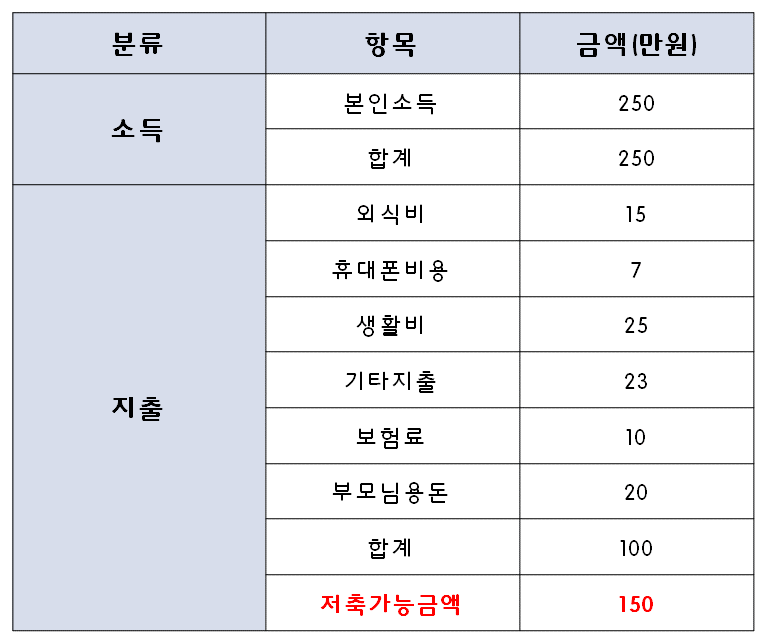 분류 항목 금액(만원)
소득
본인소득 250
합계 250
지출
외식비 15
휴대폰비용 7
생활비 25
기타지출 23
보험료 10
부모님용돈 20
합계 100
저축가능금액 150